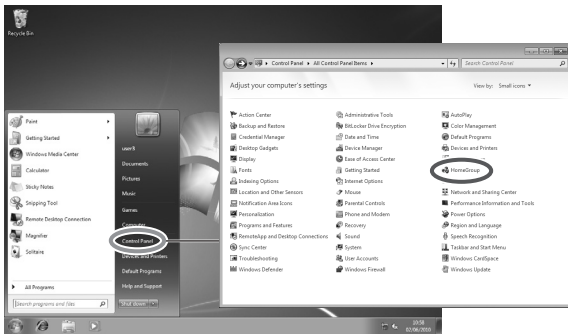 Recycle Bin
Paint
Getting Started
Windows Media Center
Calculator
Sticky Notes
Snipping Tool
Remote Desktop Connection
Magnifier
Solitaire
All Programs
Search programs and files
Documents
Pictures
Music
Games
Computer
Control Panel
Devices and Printers
Default Programs
Help and Support
Shut down
Control Panel
All Control Panel Items
Search Control Panel
Adjust your computer's settings
View by: Small icons
Action Center
Administrative Tools
AutoPlay
Backup and Restore
BitLocker Drive Encryption
Color Management
Credential Manager
Date and Time
Default Programs
Desktop Gadgets
Device Manager
Devices and Printers
Display
Ease of Access Center
Fonts
Getting Started
HomeGroup
Indexing Options
Internet Options
Location and Other Sensors
Mouse
Network and Sharing Center
Notification Area Icons
Parental Controls
Performance Information and Tools
Personalization
Phone and Modem
Power Options
Programs and Features
Recovery
Region and Language
RemoteApp and Desktop Connections
Sound
Speech Recognition
Sync Center
System
Taskbar and Start Menu
Troubleshooting
User Accounts
Windows CardSpace
Windows Defender
Windows Firewall
Windows Update
10:58
02/06/2010